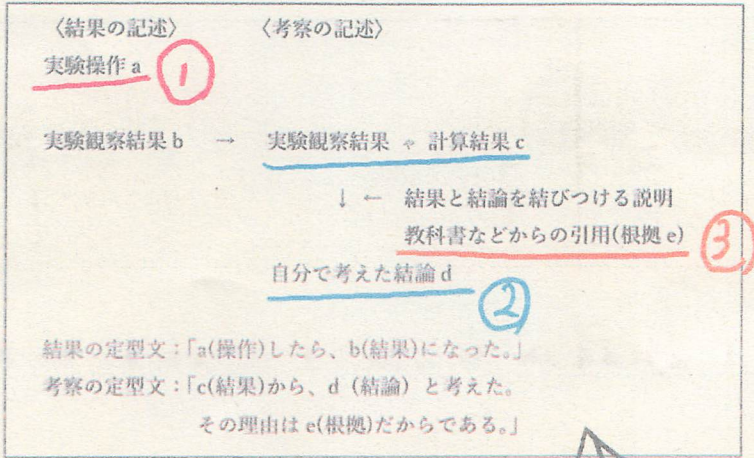 〈結果の記述〉 〈考察の記述〉
実験操作 a ①
実験観察結果 b → 実験観察結果 や 計算結果 c
↓ ← 結果と結論を結びつける説明
教科書などからの引用(根拠 e) ③
自分で考えた結論 d ②
結果の定型文：「a(操作)したら、b(結果)になった。」
考察の定型文：「c(結果)から、d（結論）と考えた。
その理由は e(根拠)だからである。」